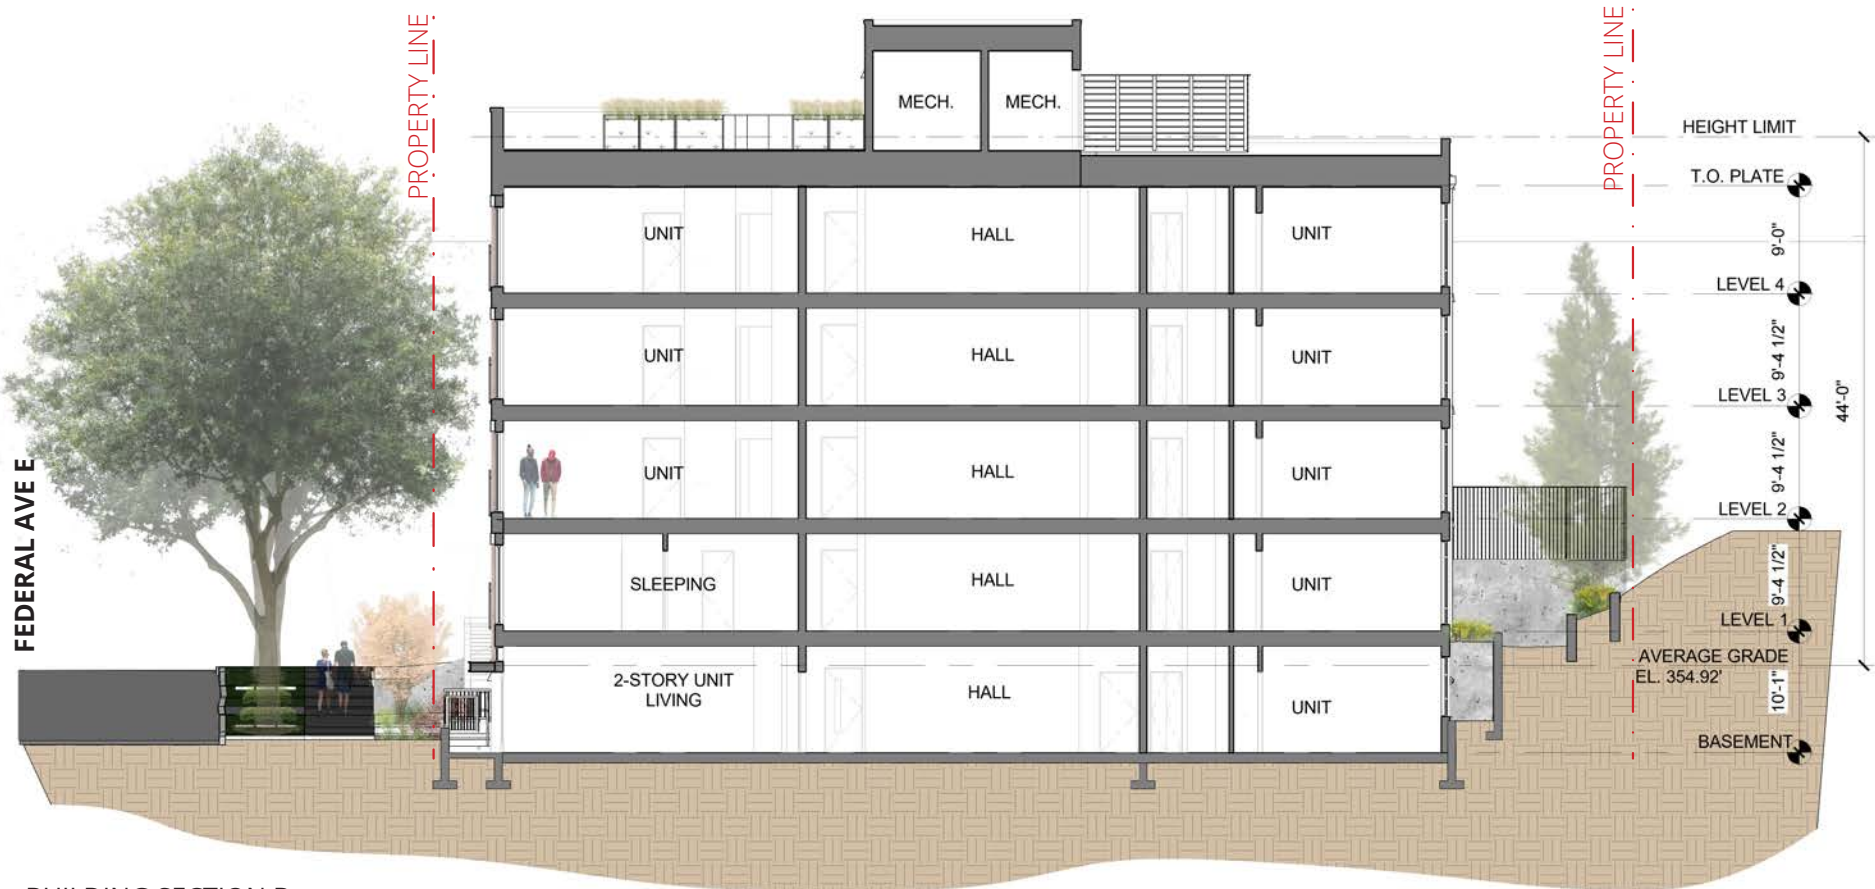 PROPERTY LINE
PROPERTY LINE
MECH.
MECH.
HEIGHT LIMIT
T.O. PLATE
9'-0"
UNIT
HALL
UNIT
LEVEL 4
9'-4 1/2"
UNIT
HALL
UNIT
LEVEL 3
44'-0"
9'-4 1/2"
UNIT
HALL
UNIT
LEVEL 2
FEDERAL AVE E
9'-4 1/2"
SLEEPING
HALL
UNIT
LEVEL 1
AVERAGE GRADE
EL. 354.92'
10'-1"
2-STORY UNIT
LIVING
HALL
UNIT
BASEMENT